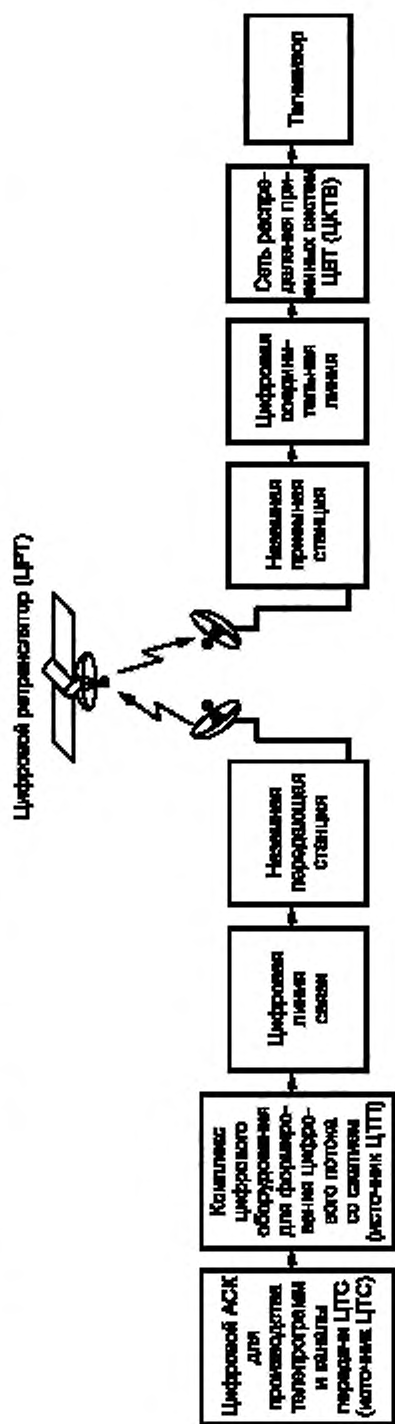 Цифровой ретранслятор (ЦРТ)
Цифровой АСК
для
производства
телепрограмм
и каналы
передачи ЦТС
(источник ЦТС)
Комплекс
цифрового
оборудования
для формиро-
вания цифро-
вого потока
со сжатием
(источник ЦТП)
Цифровая
линия
связи
Наземная
передающая
станция
Наземная
приемная
станция
Цифровая
соедини-
тельная
линия
Сеть распре-
деления при-
емных систем
ЦВТ (ЦКТВ)
Телевизор